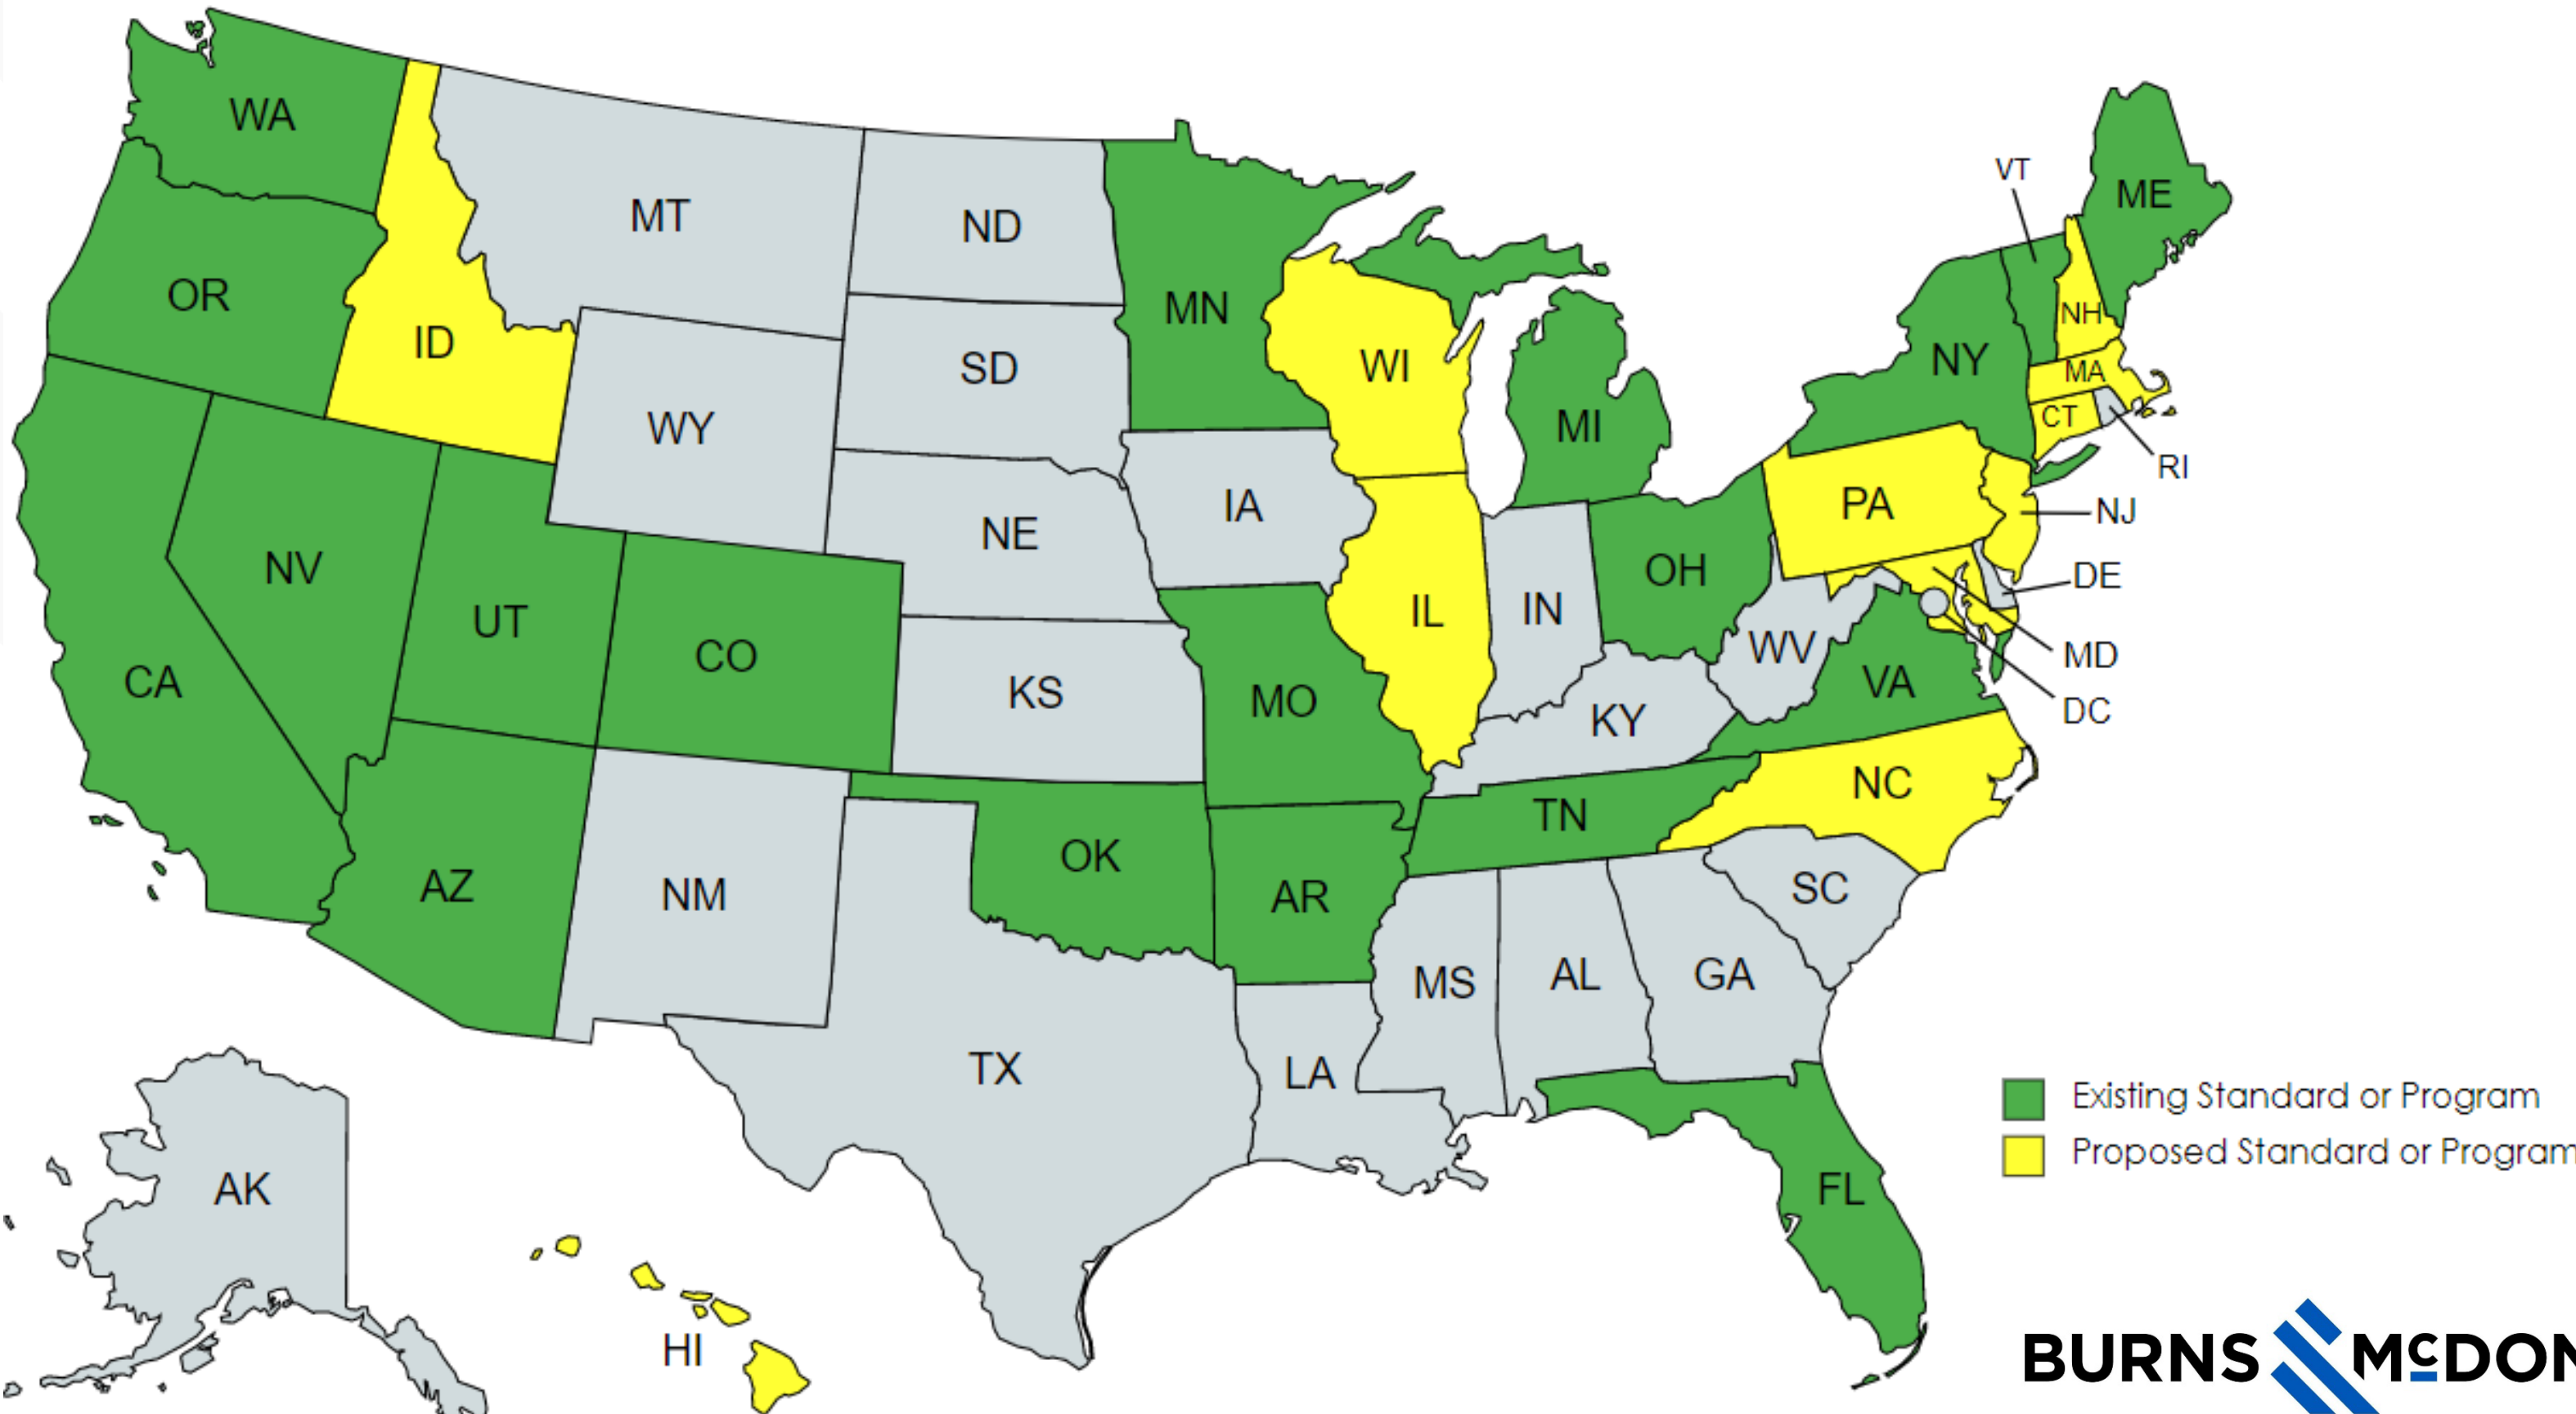 WA
MT
ND
MN
VT
ME
OR
ID
SD
WI
MI
NY
NH
MA
CT
RI
WY
IA
NE
PA
NJ
NV
UT
CO
IL
IN
OH
DE
MD
DC
CA
KS
MO
KY
WV
VA
NC
TN
AZ
NM
OK
AR
SC
MS
AL
GA
TX
LA
FL
AK
HI
Existing Standard or Program
Proposed Standard or Program
BURNS McDON